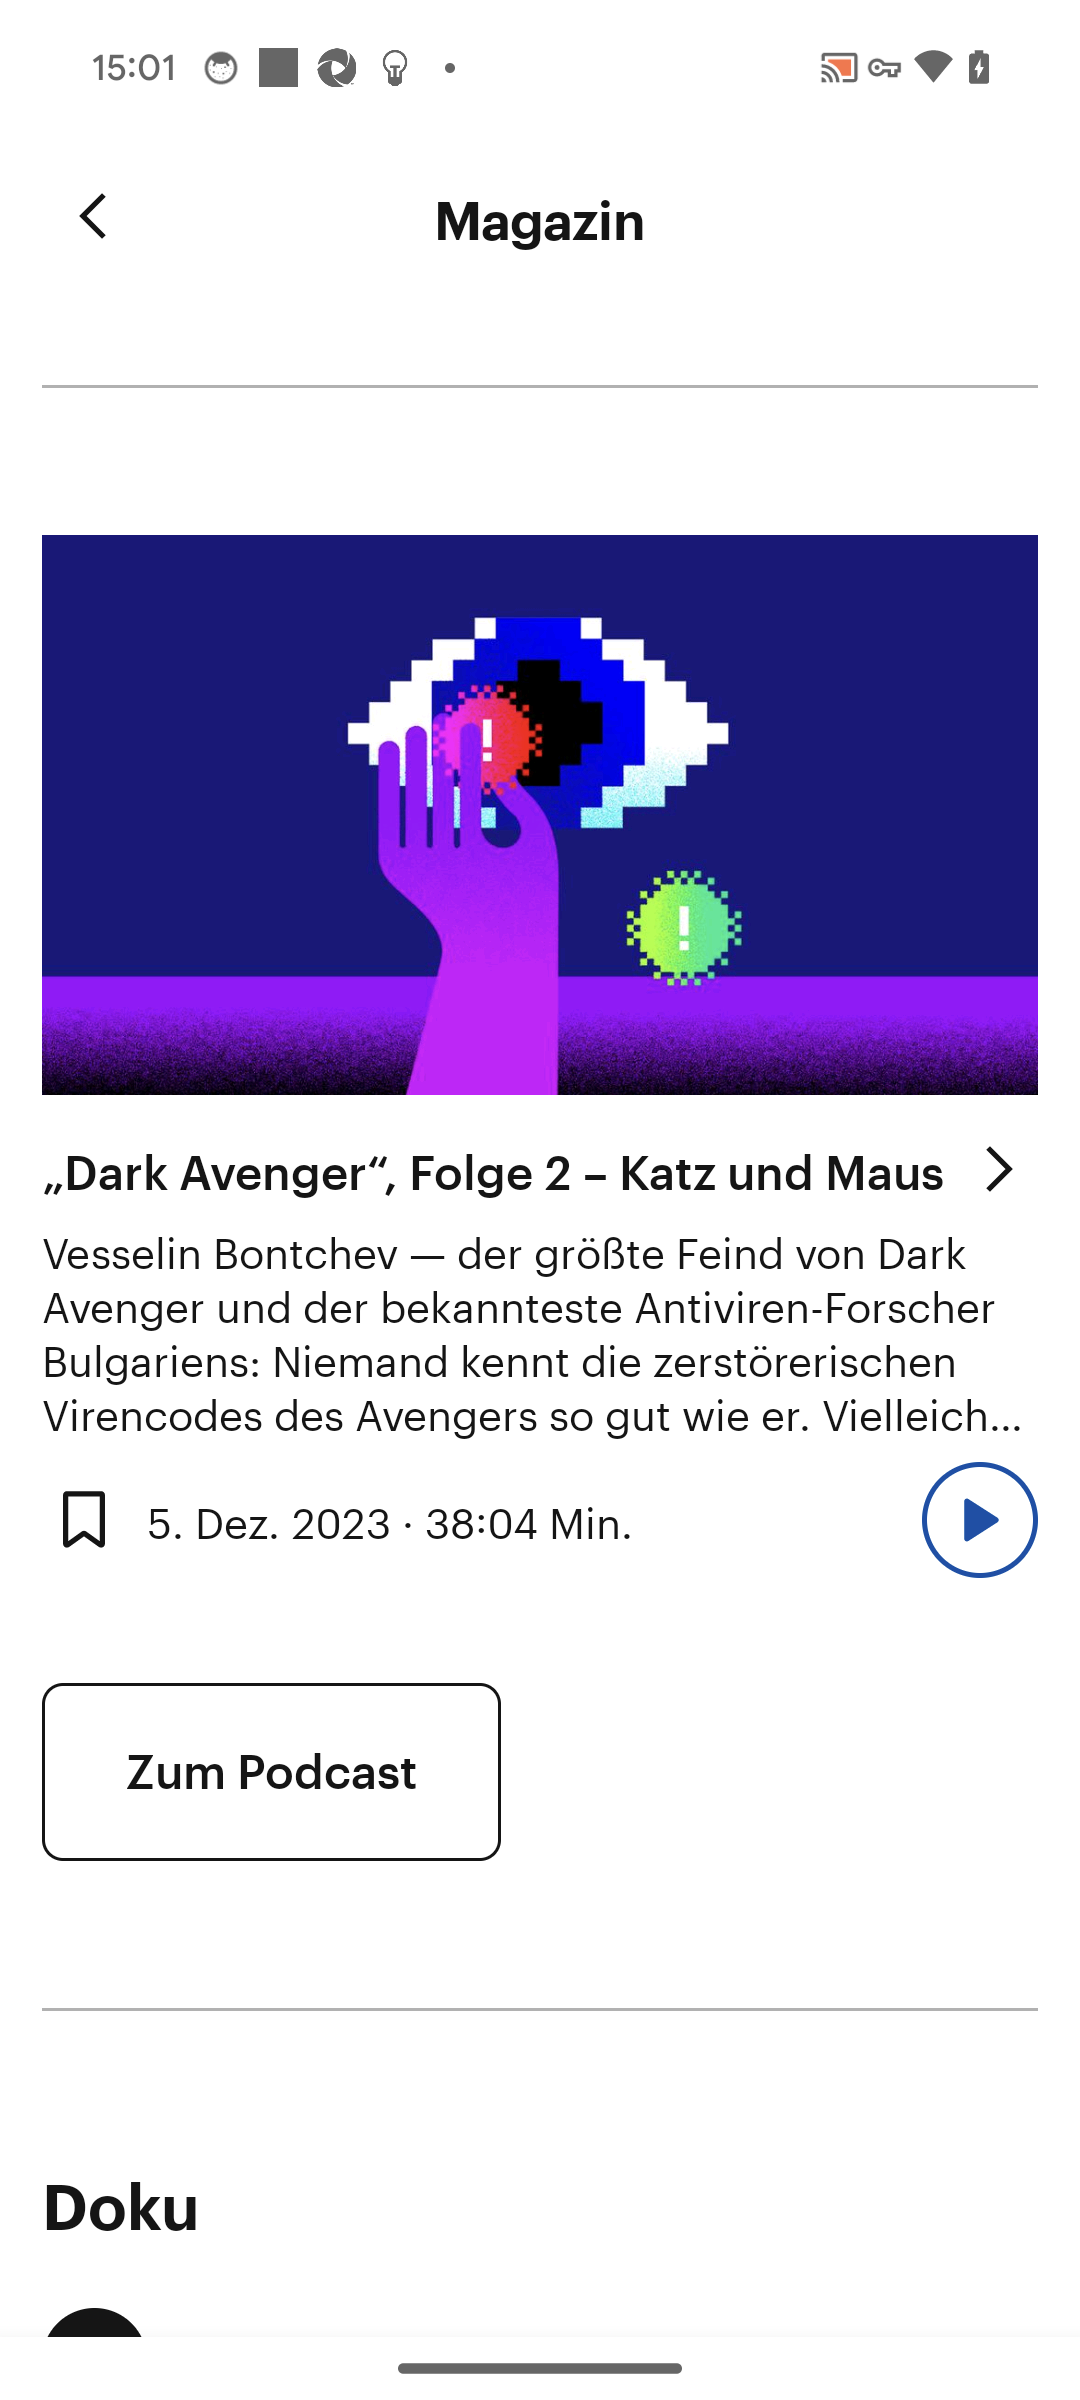 15:01
Magazin
!
!
„Dark Avenger“, Folge 2 – Katz und Maus
Vesselin Bontchev — der größte Feind von Dark
Avenger und der bekannteste Antiviren-Forscher
Bulgariens: Niemand kennt die zerstörerischen
Virencodes des Avengers so gut wie er. Vielleich...
5. Dez. 2023 · 38:04 Min.
Zum Podcast
Doku